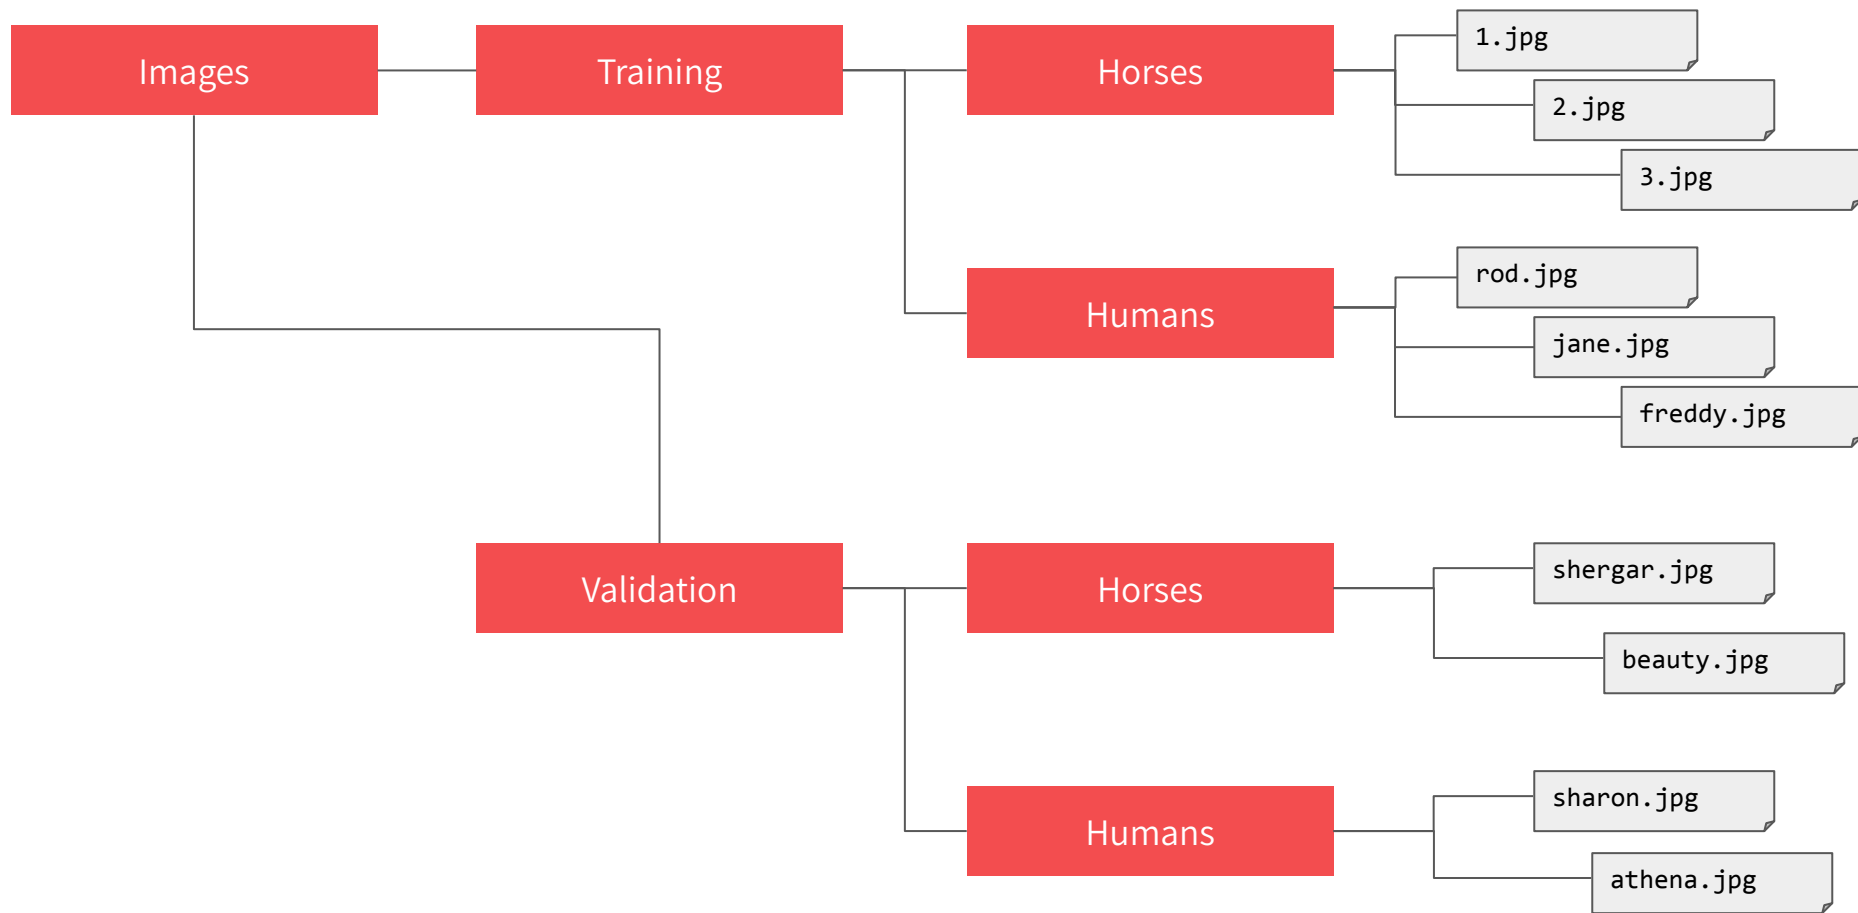 Images
Training
Horses
1.jpg
2.jpg
3.jpg
Humans
rod.jpg
jane.jpg
freddy.jpg
Validation
Horses
shergar.jpg
beauty.jpg
Humans
sharon.jpg
athena.jpg